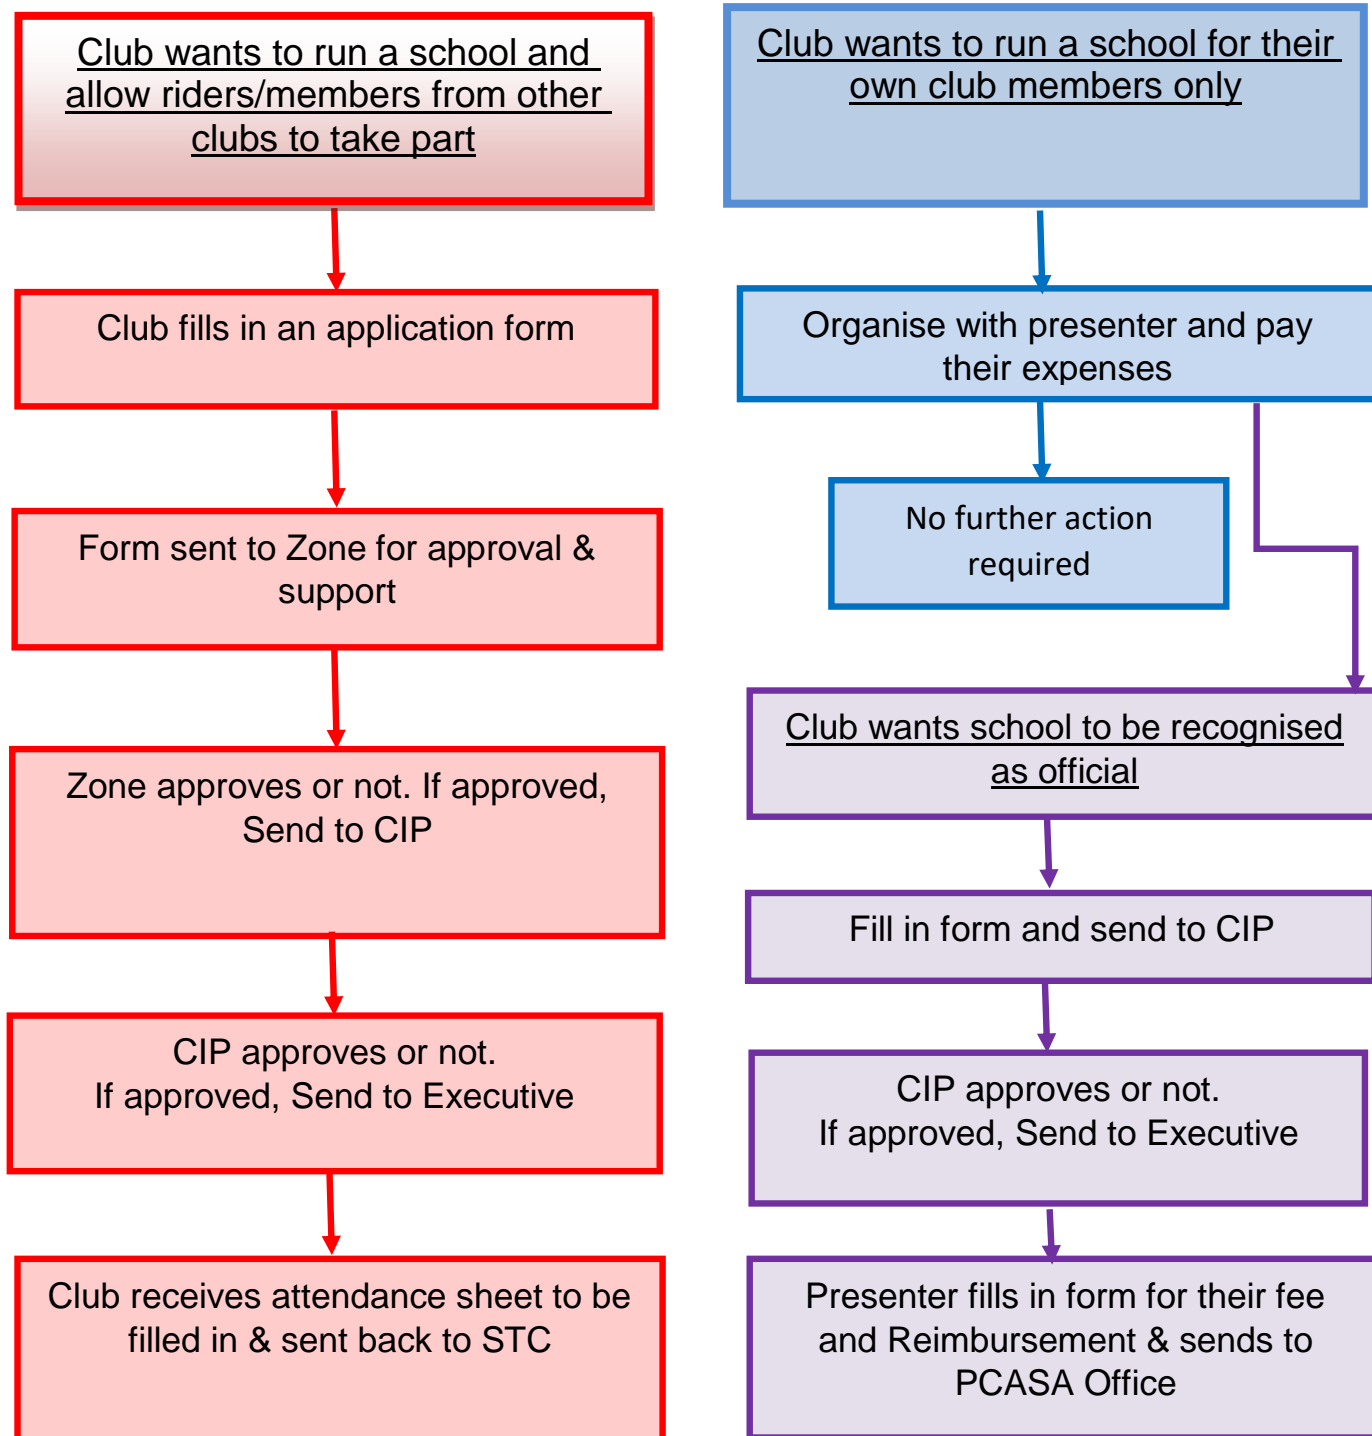 Club wants to run a school and
allow riders/members from other
clubs to take part
Club fills in an application form
Form sent to Zone for approval &
support
Zone approves or not. If approved,
Send to CIP
CIP approves or not.
If approved, Send to Executive
Club receives attendance sheet to be
filled in & sent back to STC
Club wants to run a school for their
own club members only
Organise with presenter and pay
their expenses
No further action
required
Club wants school to be recognised
as official
Fill in form and send to CIP
CIP approves or not.
If approved, Send to Executive
Presenter fills in form for their fee
and Reimbursement & sends to
PCASA Office